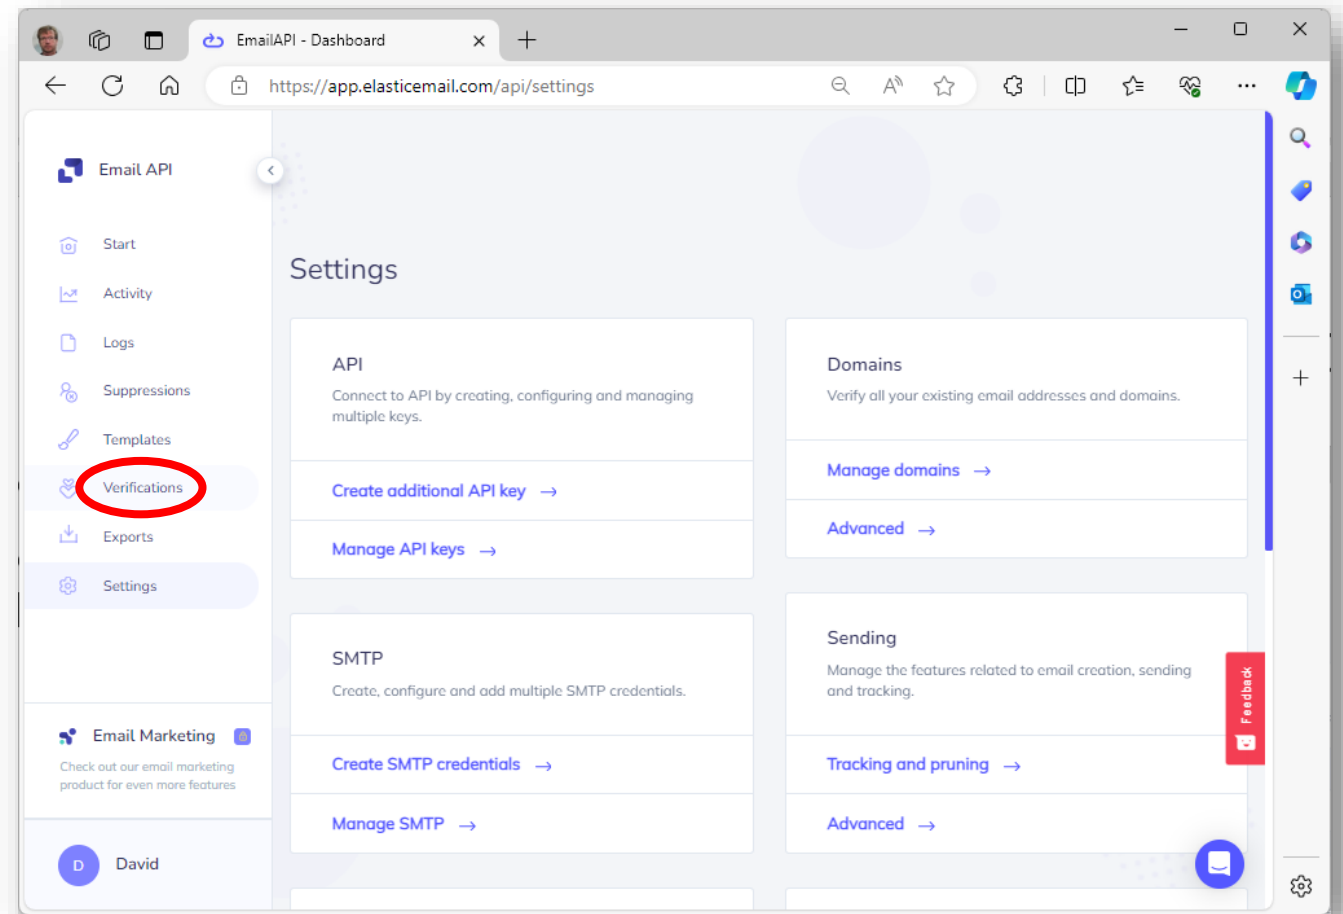 EmailAPI - Dashboard
https://app.elasticemail.com/api/settings
Email API
Start
Activity
Logs
Suppressions
Templates
Verifications
Exports
Settings
Email Marketing
Check out our email marketing
product for even more features
D
David
Settings
API
Connect to API by creating, configuring and managing
multiple keys.
Create additional API key →
Manage API keys →
Domains
Verify all your existing email addresses and domains.
Manage domains →
Advanced →
SMTP
Create, configure and add multiple SMTP credentials.
Create SMTP credentials →
Manage SMTP →
Sending
Manage the features related to email creation, sending
and tracking.
Tracking and pruning →
Advanced →
Feedback